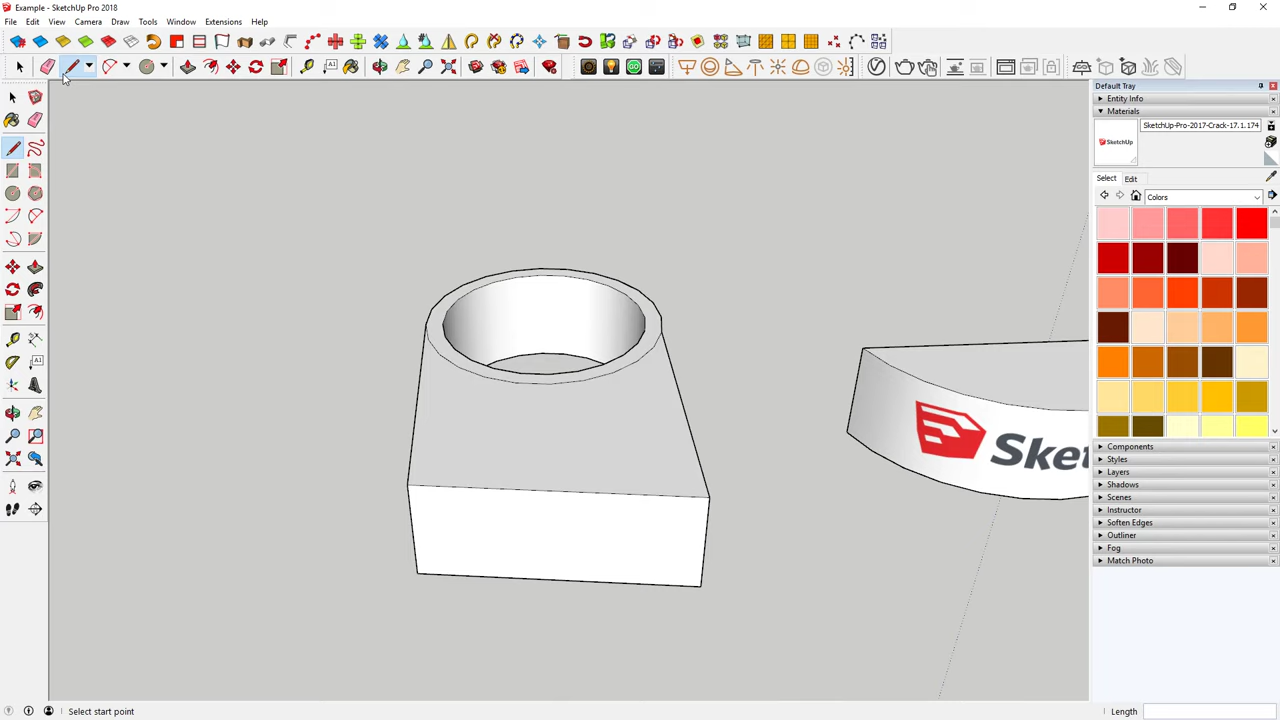 Example - SketchUp Pro 2018
File Edit View Camera Draw Tools Window Extensions Help
Default Tray
Entity Info
Materials
SketchUp-Pro-2017-Crack-17.1.174
SketchUp
Select Edit
Colors
Sket
Components
Styles
Layers
Shadows
Scenes
Instructor
Soften Edges
Outliner
Fog
Match Photo
Select start point
Length